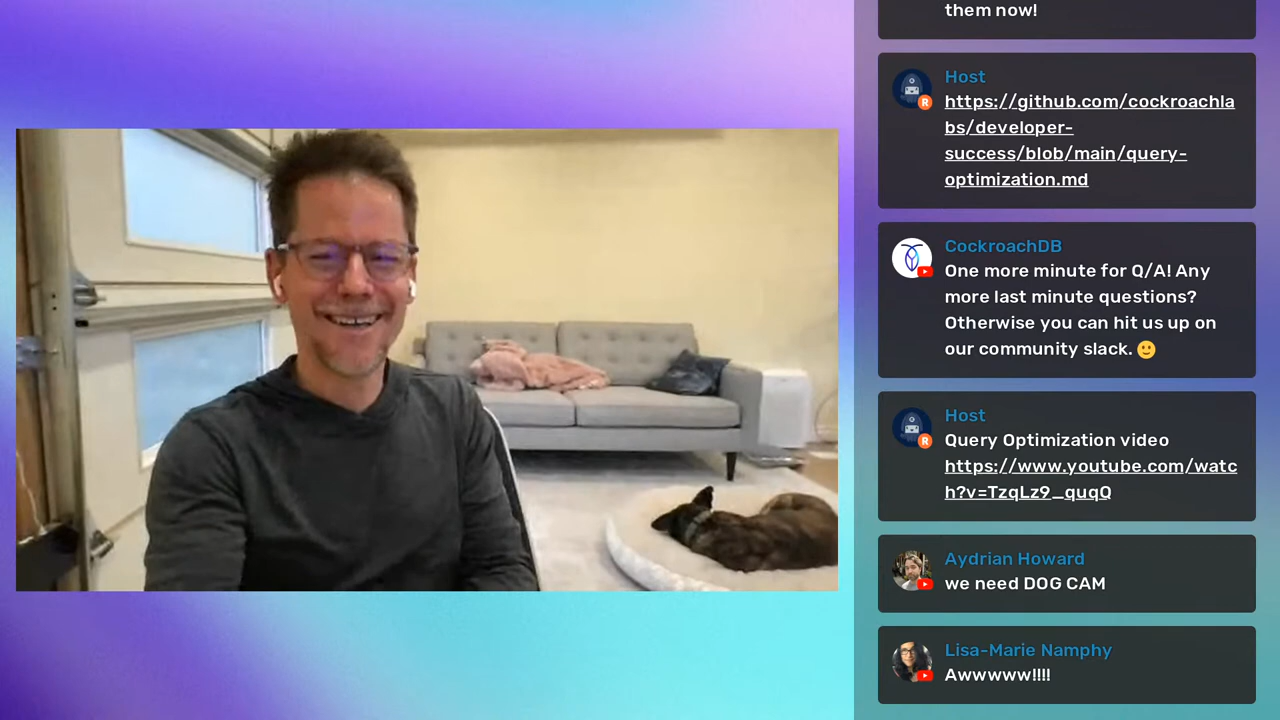 them now!
Host
https://github.com/cockroachla
bs/developer-
success/blob/main/query-
optimization.md
CockroachDB
One more minute for Q/A! Any
more last minute questions?
Otherwise you can hit us up on
our community slack. 🙂
Host
Query Optimization video
https://www.youtube.com/watc
h?v=TzqLz9_quqQ
Aydrian Howard
we need DOG CAM
Lisa-Marie Namphy
Awwwww!!!!